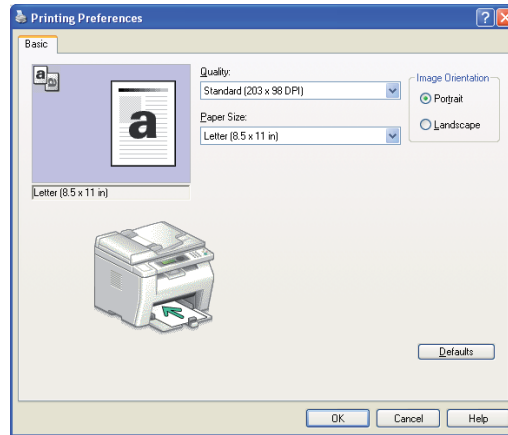 Printing Preferences
Basic
Quality:
Standard (203 x 98 DPI)
Paper Size:
Letter (8.5 x 11 in)
Image Orientation
Portrait
Landscape
a
a
a
Letter (8.5 x 11 in)
Defaults
OK
Cancel
Help